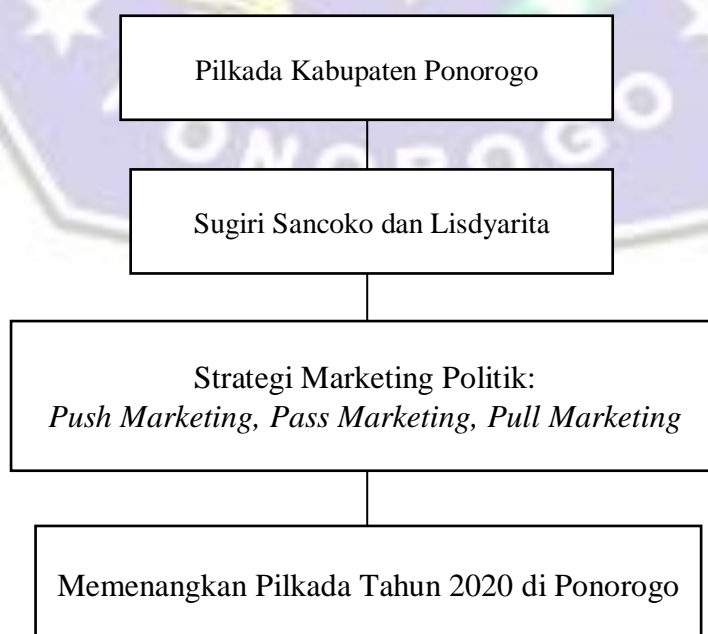 Pilkada Kabupaten Ponorogo
PONOROGO
Sugiri Sancoko dan Lisdyarita
Strategi Marketing Politik:
Push Marketing, Pass Marketing, Pull Marketing
Memenangkan Pilkada Tahun 2020 di Ponorogo